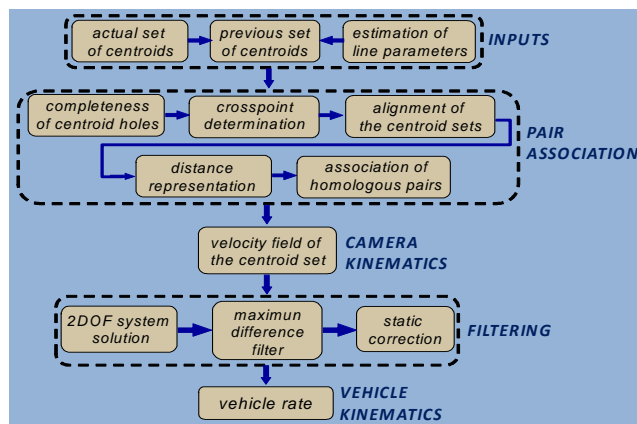 actual set
of centroids
previous set
of centroids
estimation of
line parameters
INPUTS
completeness
of centroid holes
crosspoint
determination
alignment of
the centroid sets
PAIR
ASSOCIATION
distance
representation
association of
homologous pairs
velocity field of
the centroid set
CAMERA
KINEMATICS
2DOF system
solution
maximun
difference
filter
static
correction
FILTERING
vehicle rate
VEHICLE
KINEMATICS